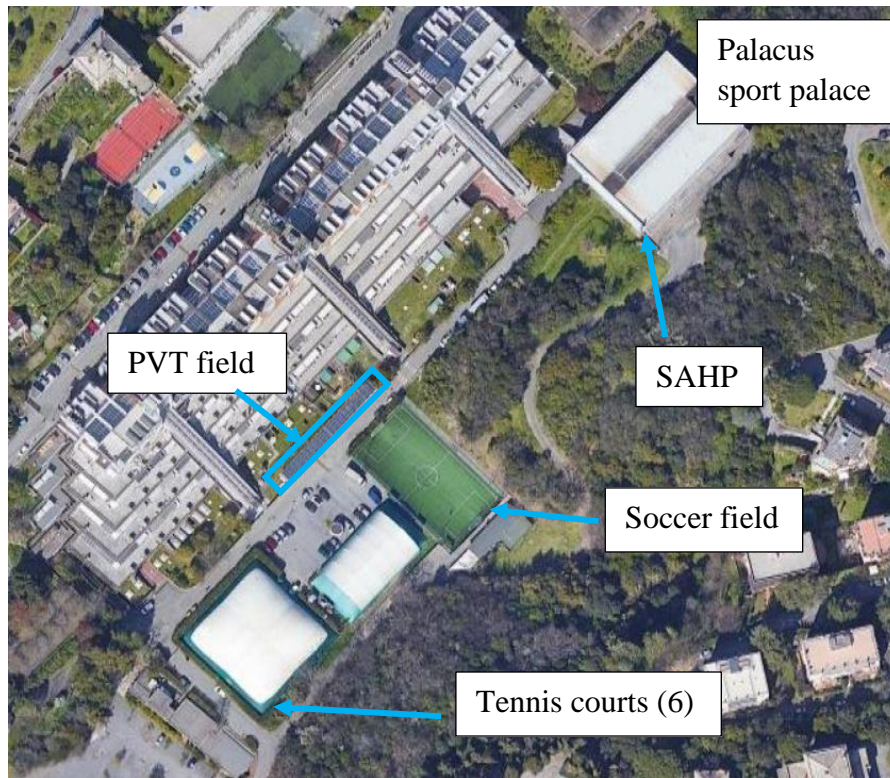 Palacus
sport palace
PVT field
SAHP
Soccer field
Tennis courts (6)